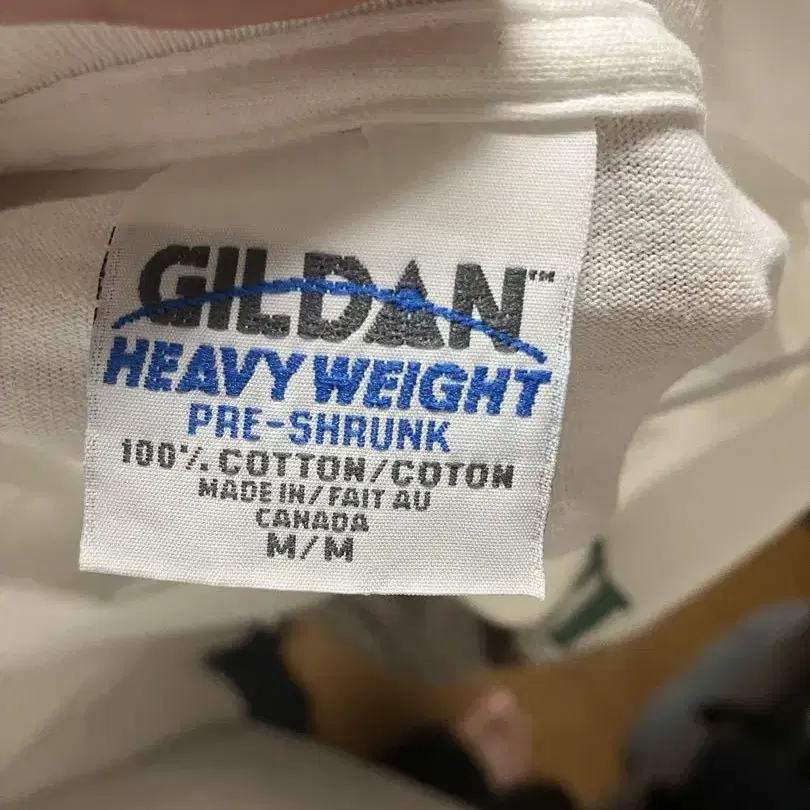 GILDAN™
HEAVY WEIGHT
PRE-SHRUNK
100% COTTON/COTON
MADE IN/FAIT AU
CANADA
M/M